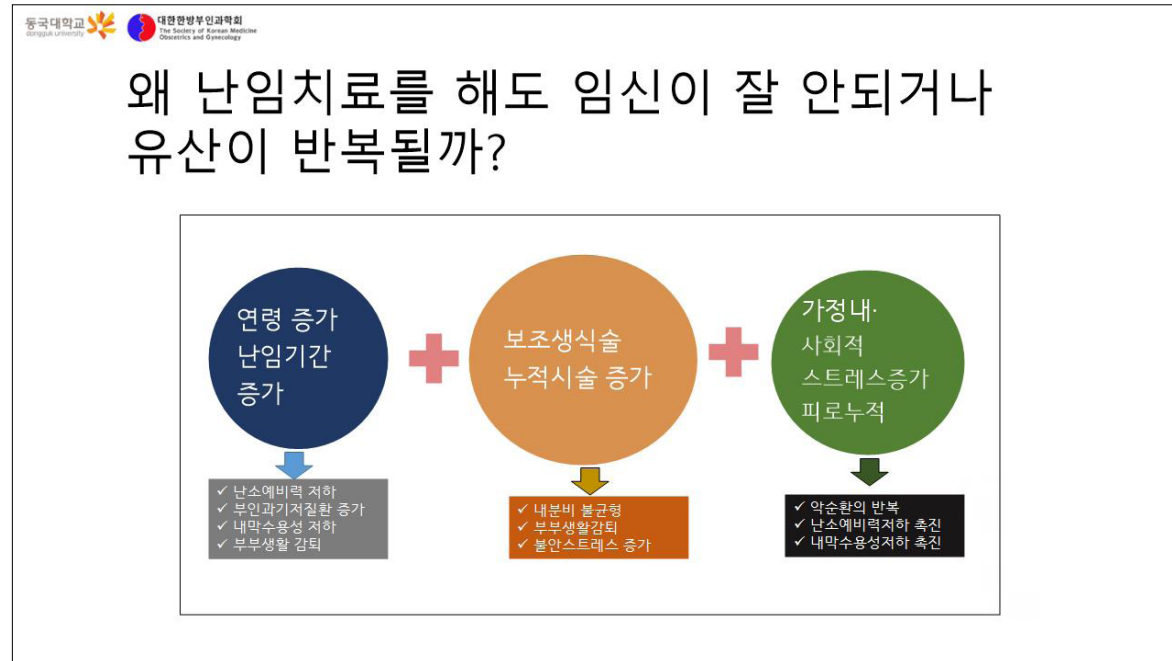 동국대학교
dongguk university
대한한방부인과학회
The Society of Korean Medicine
Obstetrics and Gynecology
왜 난임치료를 해도 임신이 잘 안되거나
유산이 반복될까?
연령 증가
난임기간
증가
보조생식술
누적시술 증가
가정내·
사회적
스트레스증가
피로누적
✓ 난소예비력 저하
✓ 부인과기저질환 증가
✓ 내막수용성 저하
✓ 부부생활 감퇴
✓ 내분비 불균형
✓ 부부생활감퇴
✓ 불안스트레스 증가
✓ 악순환의 반복
✓ 난소예비력저하 촉진
✓ 내막수용성저하 촉진